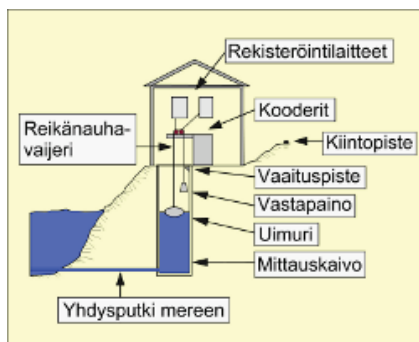 Rekisteröintilaitteet
Kooderit
Reikänauha-
vaijeri
Kiintopiste
Vaaituspiste
Vastapaino
Uimuri
Mittauskaivo
Yhdysputki mereen